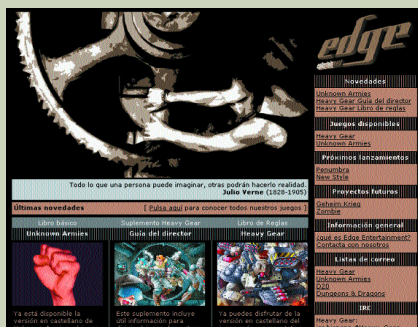 edge
Novedades
Unknown Armies
Heavy Gear Guía del director
Heavy Gear Libro de reglas
Juegos disponibles
Heavy Gear
Unknown Armies
Próximos lanzamientos
Penumbra
New Style
Proyectos futuros
Geheim Krieg
Zombie
Información general
¿Qué es Edge Entertainment?
Contacta con nosotros
Listas de correo
Heavy Gear
Unknown Armies
D20
Dungeons & Dragons
IRC
Heavy Gear:
Todo lo que una persona puede imaginar, otras podrán hacerlo realidad.
Julio Verne (1828-1905)
Últimas novedades
[ Pulsa aquí para conocer todos nuestros juegos ]
Libro básico
Unknown Armies
Ya está disponible la
versión en castellano de
Suplemento Heavy Gear
Guía del director
Este suplemento incluye
útil información para
Libro de Reglas
Heavy Gear
Ya puedes disfrutar de la
versión en castellano del